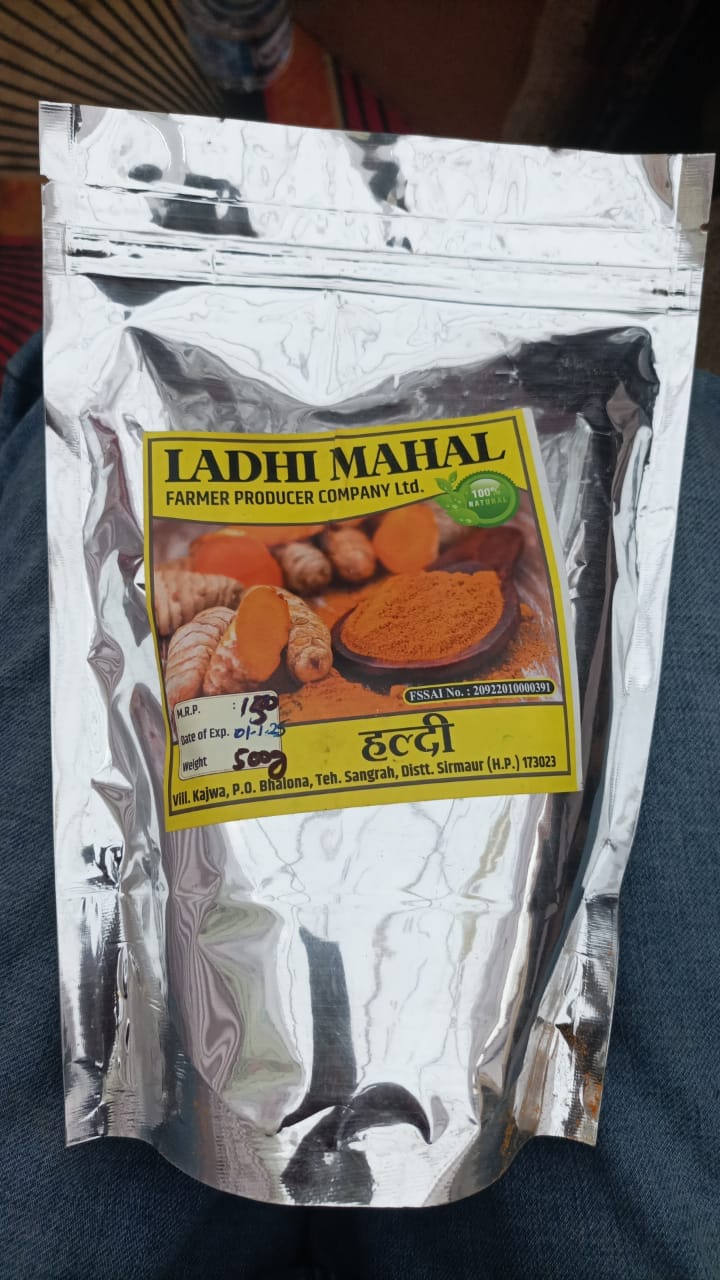 LADHI MAHAL
FARMER PRODUCER COMPANY Ltd.
100%
NATURAL
FSSAI No. : 20922010000391
M.R.P. : 150
Date of Exp. 01-1-25
Weight 500g
हल्दी
Vill. Kajwa, P.O. Bhalona, Teh. Sangrah, Distt. Sirmaur (H.P.) 173023